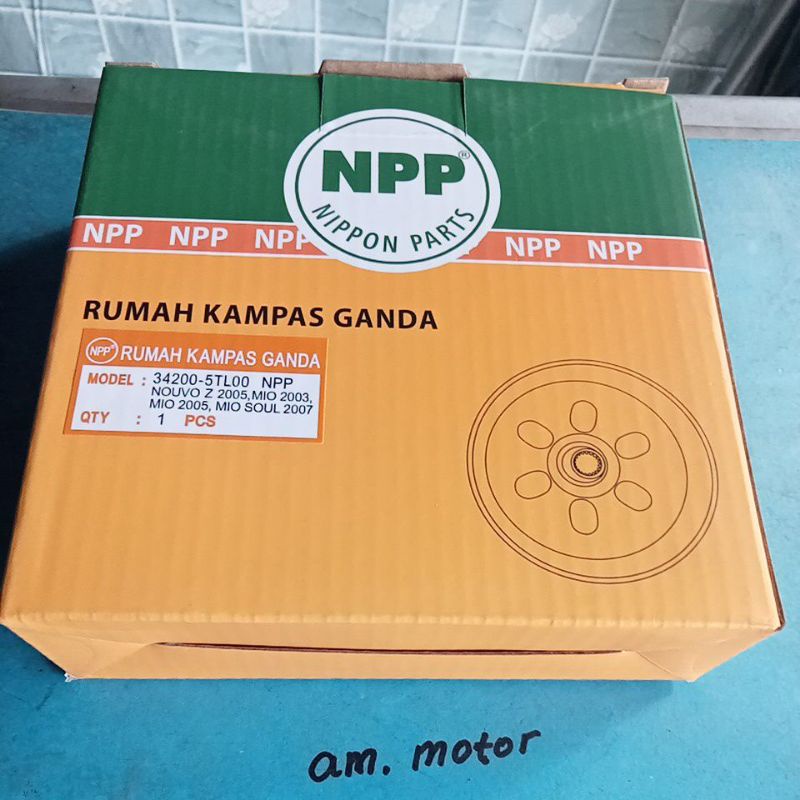 NPP®
NIPPON PARTS
NPP NPP NPP NPP NPP
RUMAH KAMPAS GANDA
NPP RUMAH KAMPAS GANDA
MODEL : 34200-5TL00 NPP
NOUVO Z 2005,MIO 2003,
MIO 2005, MIO SOUL 2007
QTY : 1 PCS
am. motor